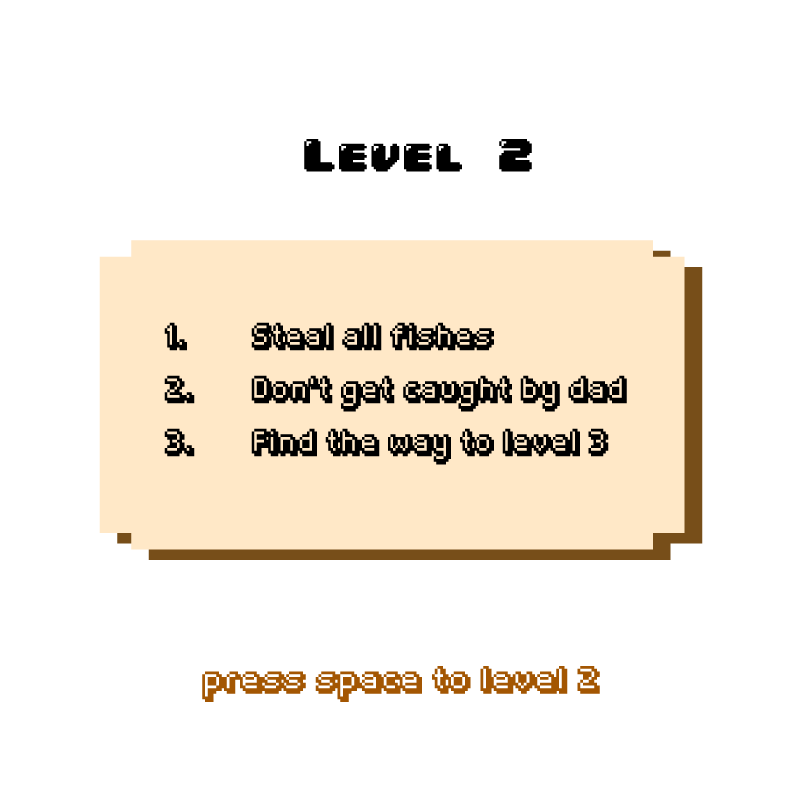 Level 2
1. Steal all fishes
2. Don't get caught by dad
3. Find the way to level 3
press space to level 2